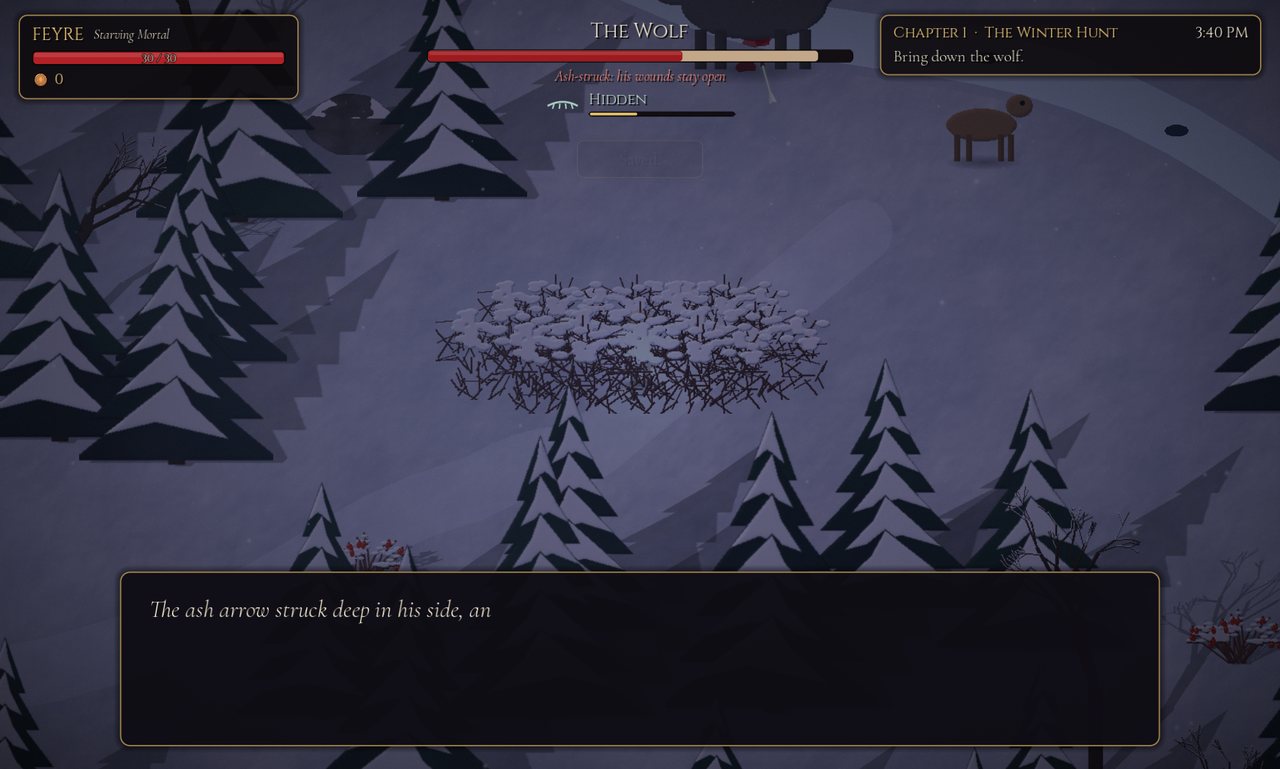 FEYRE Starving Mortal
30 / 30
0
THE WOLF
Ash-struck: his wounds stay open
HIDDEN
Saved.
CHAPTER I · THE WINTER HUNT 3:40 PM
Bring down the wolf.
The ash arrow struck deep in his side, an